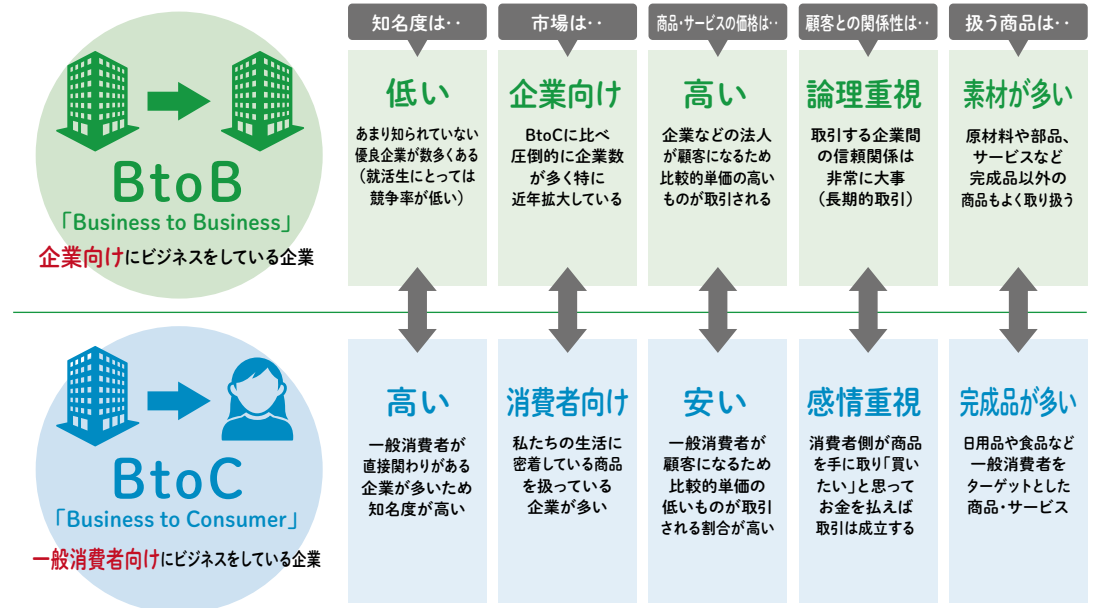 知名度は‥
市場は‥
商品・サービスの価格は‥
顧客との関係性は‥
扱う商品は‥
BtoB
「Business to Business」
企業向けにビジネスをしている企業
低い
あまり知られていない
優良企業が数多くある
（就活生にとっては
競争率が低い）
企業向け
BtoCに比べ
圧倒的に企業数
が多く特に
近年拡大している
高い
企業などの法人
が顧客になるため
比較的単価の高い
ものが取引される
論理重視
取引する企業間
の信頼関係は
非常に大事
（長期的取引）
素材が多い
原材料や部品、
サービスなど
完成品以外の
商品もよく取り扱う
BtoC
「Business to Consumer」
一般消費者向けにビジネスをしている企業
高い
一般消費者が
直接関わりがある
企業が多いため
知名度が高い
消費者向け
私たちの生活に
密着している商品
を扱っている
企業が多い
安い
一般消費者が
顧客になるため
比較的単価の
低いものが取引
される割合が高い
感情重視
消費者側が商品
を手に取り「買い
たい」と思って
お金を払えば
取引は成立する
完成品が多い
日用品や食品など
一般消費者を
ターゲットとした
商品・サービス